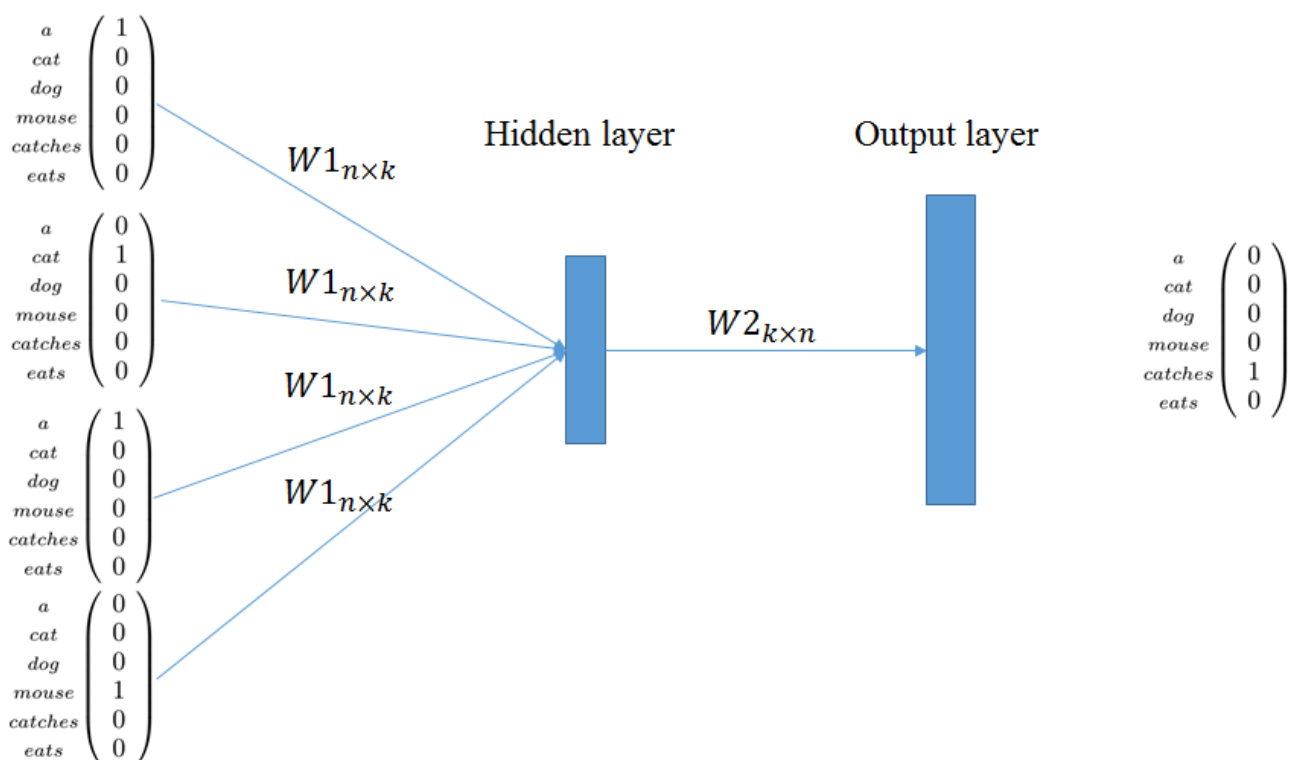 a 1
cat 0
dog 0
mouse 0
catches 0
eats 0
a 0
cat 1
dog 0
mouse 0
catches 0
eats 0
a 1
cat 0
dog 0
mouse 0
catches 0
eats 0
a 0
cat 0
dog 0
mouse 1
catches 0
eats 0
W1n×k
W1n×k
W1n×k
W1n×k
Hidden layer
W2k×n
Output layer
a 0
cat 0
dog 0
mouse 0
catches 1
eats 0